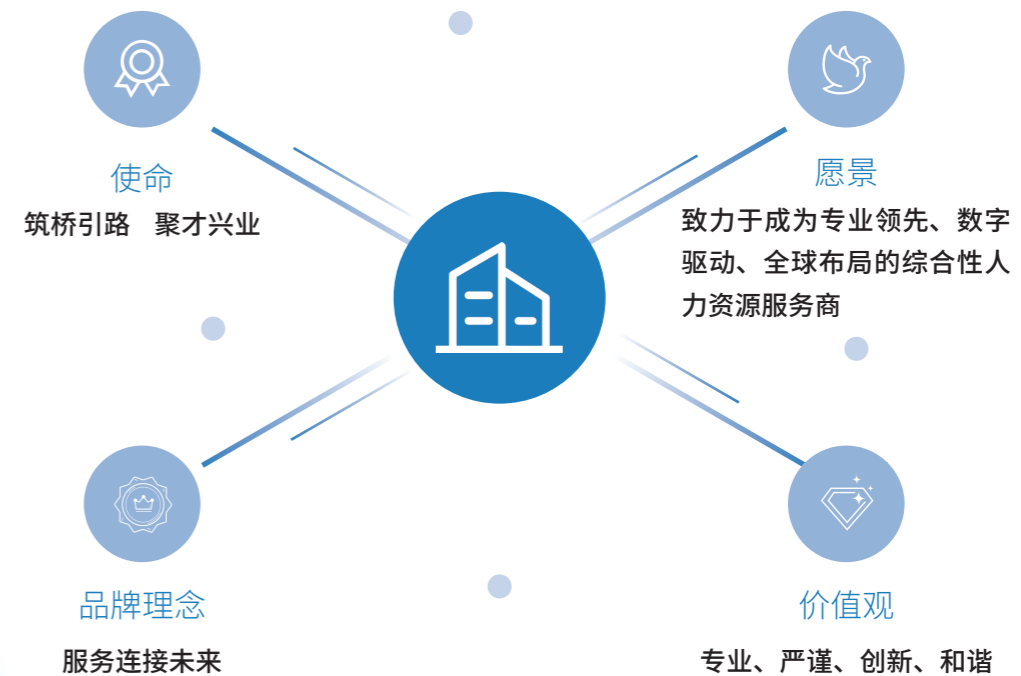 使命
筑桥引路 聚才兴业
愿景
致力于成为专业领先、数字
驱动、全球布局的综合性人
力资源服务商
品牌理念
服务连接未来
价值观
专业、严谨、创新、和谐